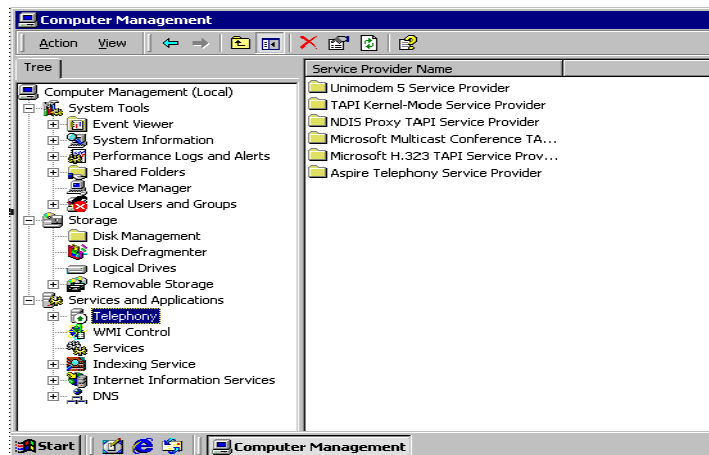 Computer Management
Action View
Tree
Computer Management (Local)
System Tools
Event Viewer
System Information
Performance Logs and Alerts
Shared Folders
Device Manager
Local Users and Groups
Storage
Disk Management
Disk Defragmenter
Logical Drives
Removable Storage
Services and Applications
Telephony
WMI Control
Services
Indexing Service
Internet Information Services
DNS
Service Provider Name
Unimodem 5 Service Provider
TAPI Kernel-Mode Service Provider
NDIS Proxy TAPI Service Provider
Microsoft Multicast Conference TA...
Microsoft H.323 TAPI Service Prov...
Aspire Telephony Service Provider
Start Computer Management